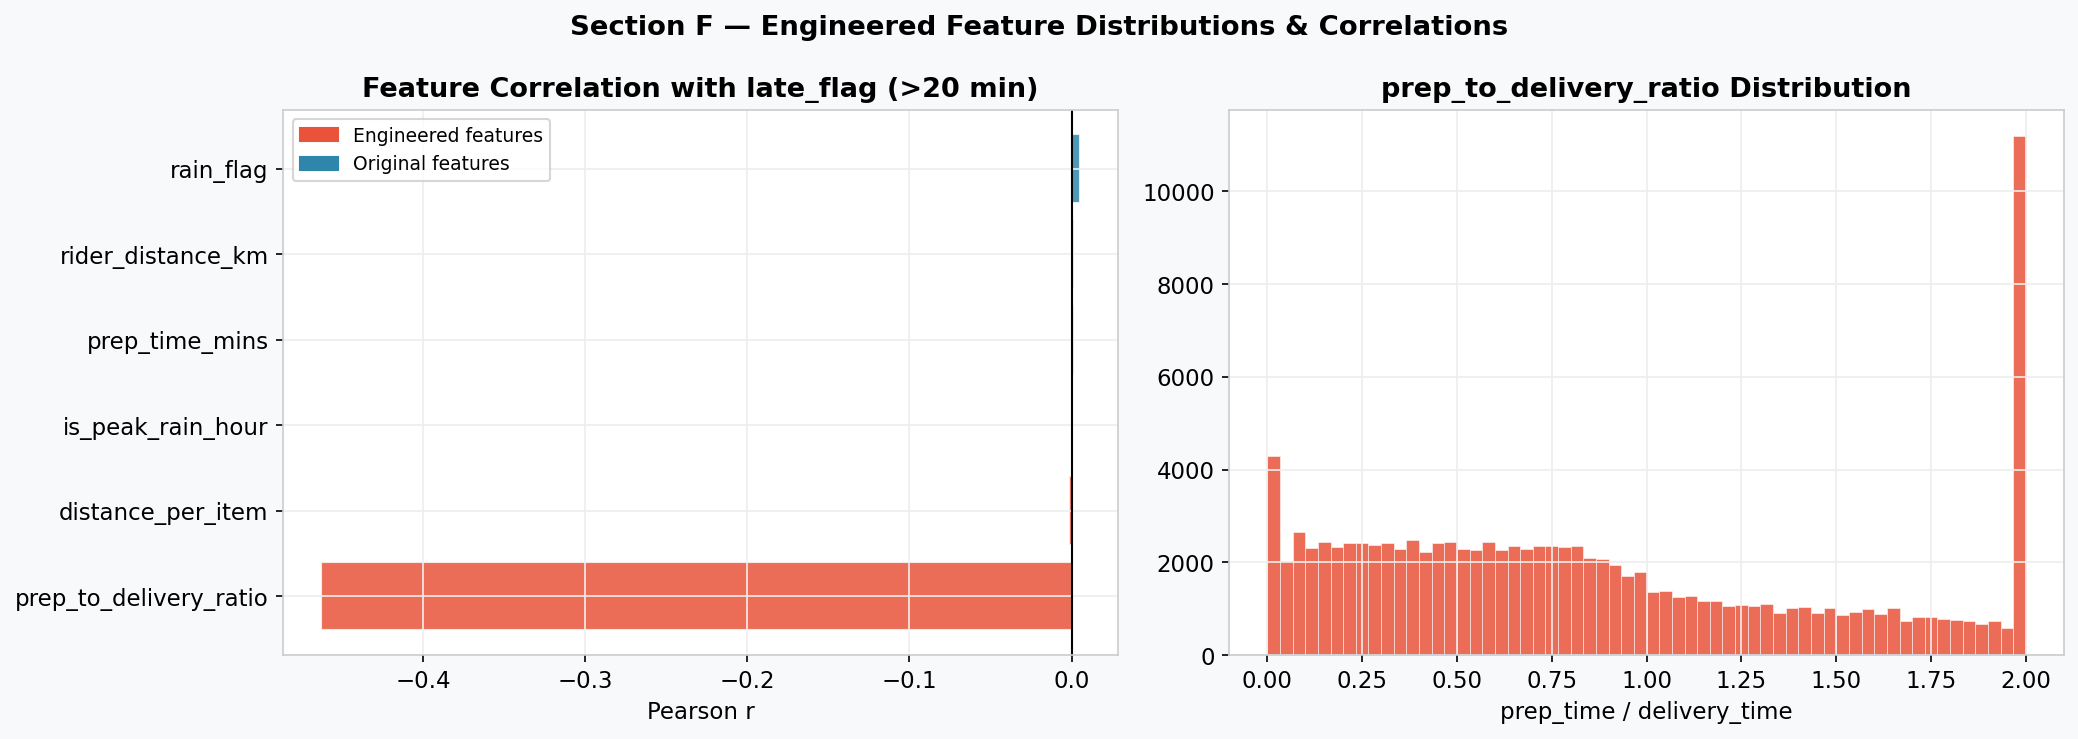 Section F — Engineered Feature Distributions & Correlations
Feature Correlation with late_flag (>20 min)
Engineered features
Original features
rain_flag
rider_distance_km
prep_time_mins
is_peak_rain_hour
distance_per_item
prep_to_delivery_ratio
−0.4 −0.3 −0.2 −0.1 0.0
Pearson r
prep_to_delivery_ratio Distribution
10000
8000
6000
4000
2000
0
0.00 0.25 0.50 0.75 1.00 1.25 1.50 1.75 2.00
prep_time / delivery_time